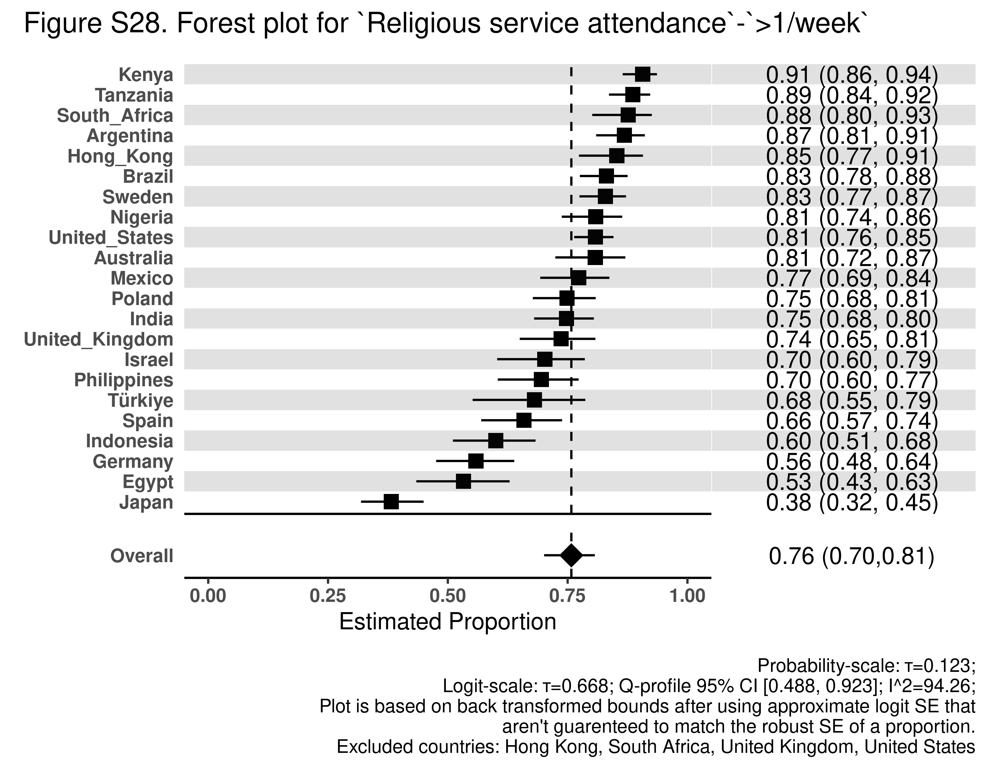 Figure S28. Forest plot for `Religious service attendance`-`>1/week`
Kenya 0.91 (0.86, 0.94)
Tanzania 0.89 (0.84, 0.92)
South_Africa 0.88 (0.80, 0.93)
Argentina 0.87 (0.81, 0.91)
Hong_Kong 0.85 (0.77, 0.91)
Brazil 0.83 (0.78, 0.88)
Sweden 0.83 (0.77, 0.87)
Nigeria 0.81 (0.74, 0.86)
United_States 0.81 (0.76, 0.85)
Australia 0.81 (0.72, 0.87)
Mexico 0.77 (0.69, 0.84)
Poland 0.75 (0.68, 0.81)
India 0.75 (0.68, 0.80)
United_Kingdom 0.74 (0.65, 0.81)
Israel 0.70 (0.60, 0.79)
Philippines 0.70 (0.60, 0.77)
Türkiye 0.68 (0.55, 0.79)
Spain 0.66 (0.57, 0.74)
Indonesia 0.60 (0.51, 0.68)
Germany 0.56 (0.48, 0.64)
Egypt 0.53 (0.43, 0.63)
Japan 0.38 (0.32, 0.45)
Overall 0.76 (0.70,0.81)
0.00 0.25 0.50 0.75 1.00
Estimated Proportion
Probability-scale: τ=0.123;
Logit-scale: τ=0.668; Q-profile 95% CI [0.488, 0.923]; I^2=94.26;
Plot is based on back transformed bounds after using approximate logit SE that
aren't guarenteed to match the robust SE of a proportion.
Excluded countries: Hong Kong, South Africa, United Kingdom, United States